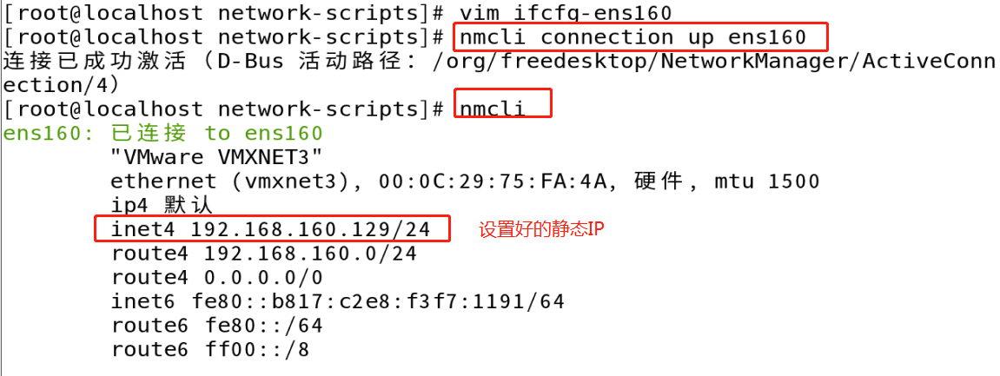 [root@localhost network-scripts]# vim ifcfg-ens160
[root@localhost network-scripts]# nmcli connection up ens160
连接已成功激活（D-Bus 活动路径：/org/freedesktop/NetworkManager/ActiveConn
ection/4）
[root@localhost network-scripts]# nmcli
ens160: 已连接 to ens160
"VMware VMXNET3"
ethernet (vmxnet3), 00:0C:29:75:FA:4A, 硬件, mtu 1500
ip4 默认
inet4 192.168.160.129/24 设置好的静态IP
route4 192.168.160.0/24
route4 0.0.0.0/0
inet6 fe80::b817:c2e8:f3f7:1191/64
route6 fe80::/64
route6 ff00::/8